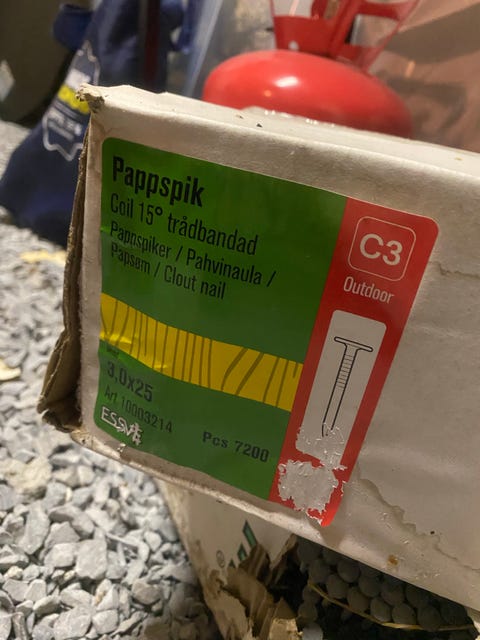 Pappspik
Coil 15° trådbandad
Pappspiker / Pahvinaula /
Papsøm / Clout nail
3,0x25
Art 10003214
ESSVE
Pcs 7200
C3
Outdoor